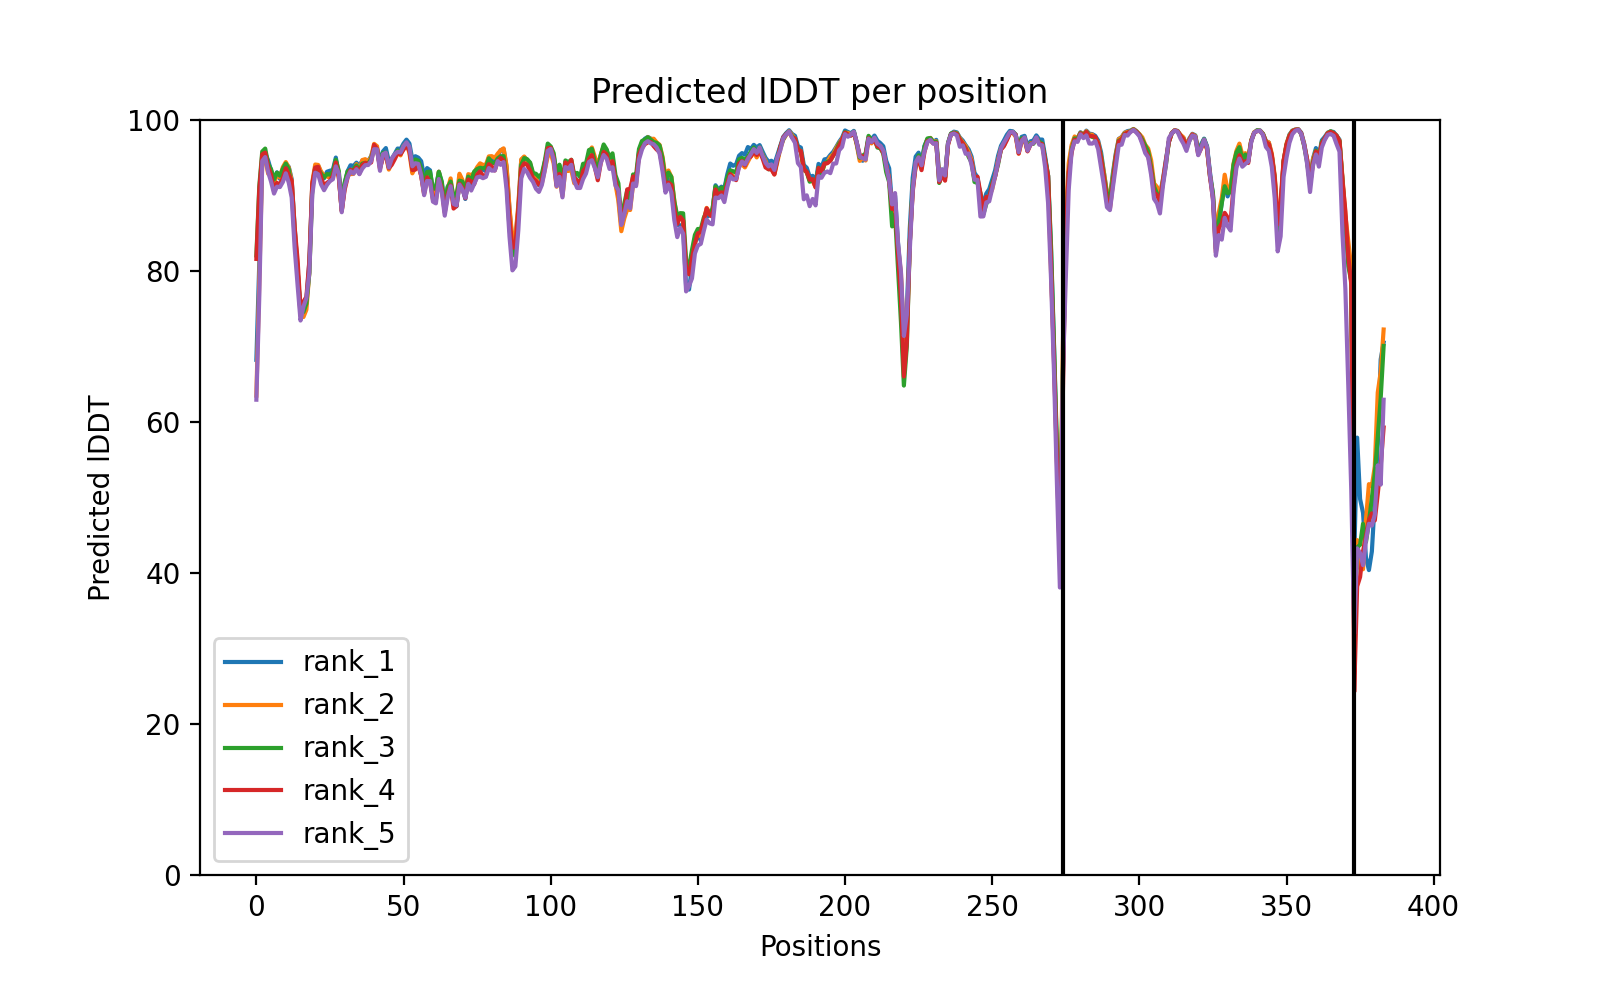 Predicted lDDT per position
100
80
60
40
20
0
Predicted lDDT
rank_1
rank_2
rank_3
rank_4
rank_5
0 50 100 150 200 250 300 350 400
Positions